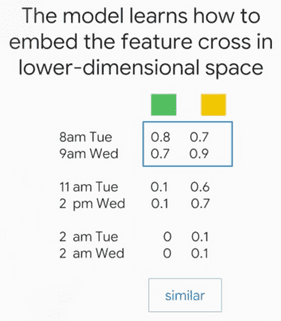 The model learns how to
embed the feature cross in
lower-dimensional space
8am Tue 0.8 0.7
9am Wed 0.7 0.9
11 am Tue 0.1 0.6
2 pm Wed 0.1 0.7
2 am Tue 0 0.1
2 am Wed 0 0.1
similar